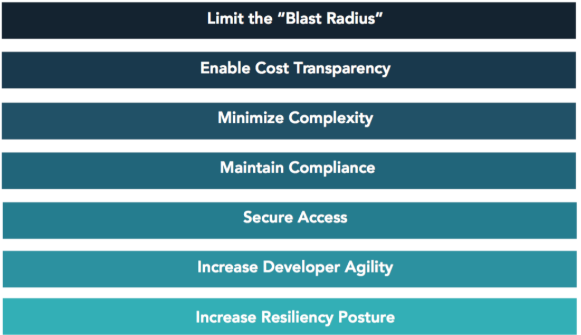 Limit the “Blast Radius”
Enable Cost Transparency
Minimize Complexity
Maintain Compliance
Secure Access
Increase Developer Agility
Increase Resiliency Posture